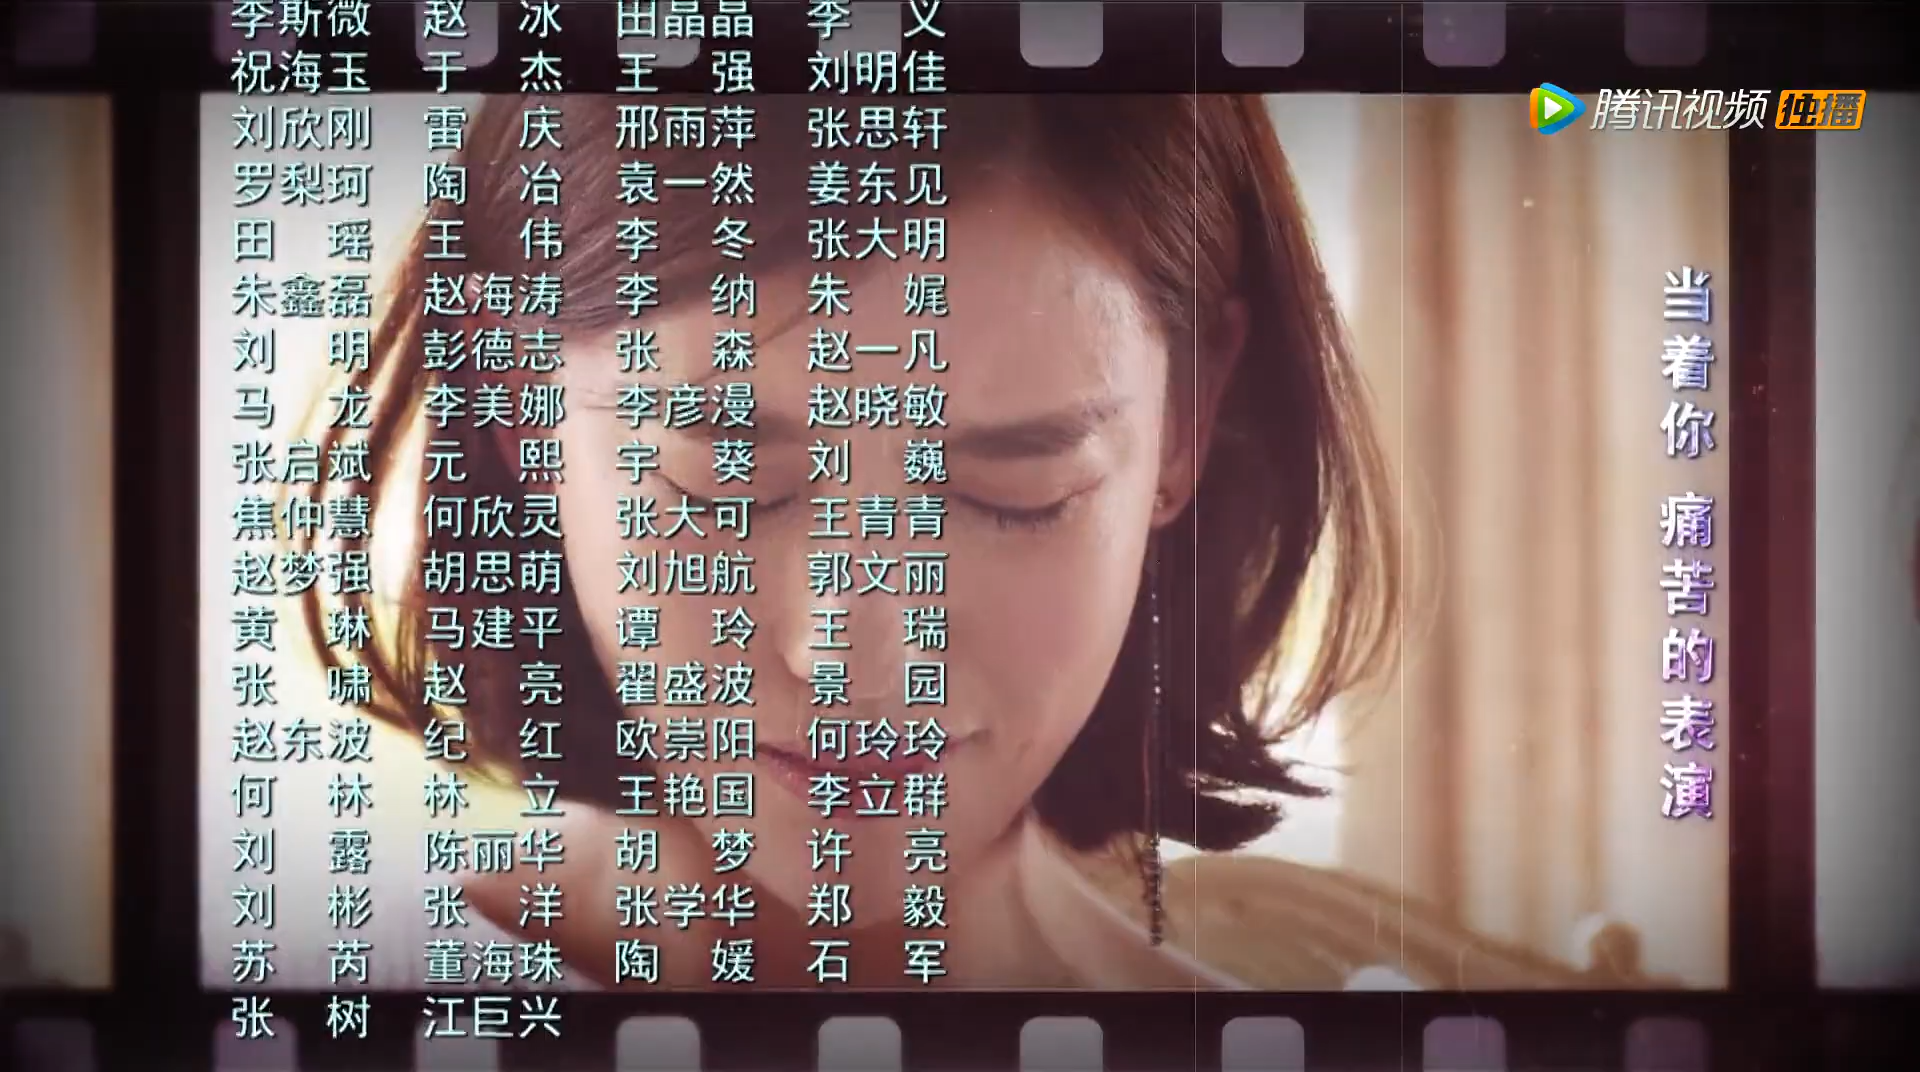 李斯微 赵冰 田晶晶 李义
祝海玉 于杰 王强 刘明佳
刘欣刚 雷庆 邢雨萍 张思轩
罗梨珂 陶冶 袁一然 姜东见
田瑶 王伟 李冬 张大明
朱鑫磊 赵海涛 李纳 朱娓
刘明 彭德志 张森 赵一凡
马龙 李美娜 李彦漫 赵晓敏
张启斌 元熙 宇葵 刘巍
焦仲慧 何欣灵 张大可 王青青
赵梦强 胡思萌 刘旭航 郭文丽
黄琳 马建平 谭玲 王瑞
张啸 赵亮 翟盛波 景园
赵东波 纪红 欧崇阳 何玲玲
何林 林立 王艳国 李立群
刘露 陈丽华 胡梦 许亮
刘彬 张洋 张学华 郑毅
苏芮 董海珠 陶媛 石军
张树 江巨兴
腾讯视频 独播
当着你 痛苦的表演